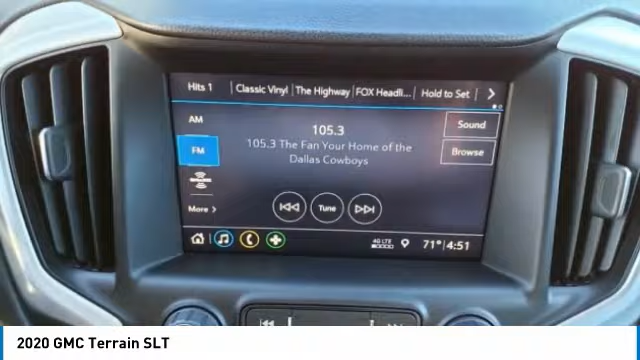 Hits 1 Classic Vinyl The Highway FOX Headli... Hold to Set
AM
105.3
Sound
105.3 The Fan Your Home of the
FM
Browse
Dallas Cowboys
More
Tune
4G LTE
71° 4:51
2020 GMC Terrain SLT